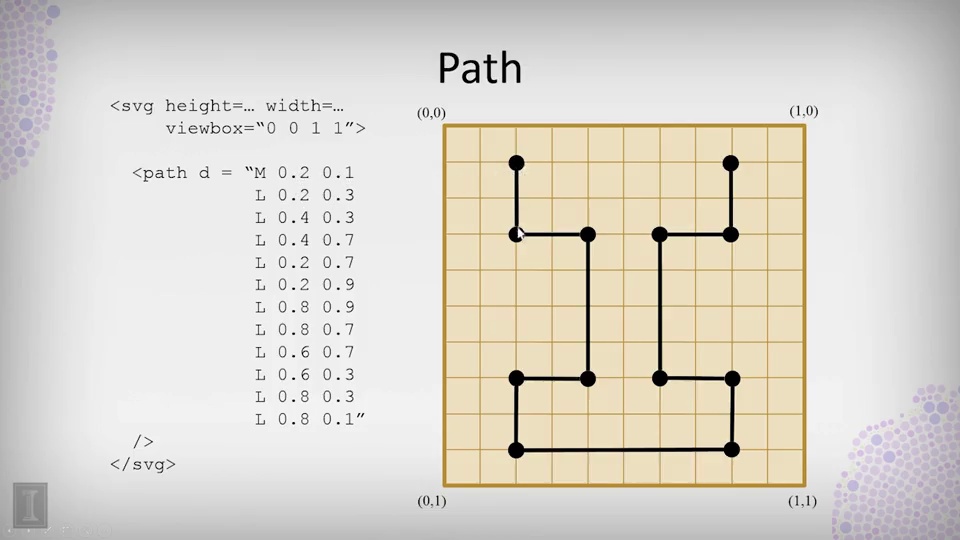 Path
<svg height=… width=…
viewbox=“0 0 1 1”>
<path d = “M 0.2 0.1
L 0.2 0.3
L 0.4 0.3
L 0.4 0.7
L 0.2 0.7
L 0.2 0.9
L 0.8 0.9
L 0.8 0.7
L 0.6 0.7
L 0.6 0.3
L 0.8 0.3
L 0.8 0.1”
/>
</svg>
(0,0)
(1,0)
(0,1)
(1,1)
I